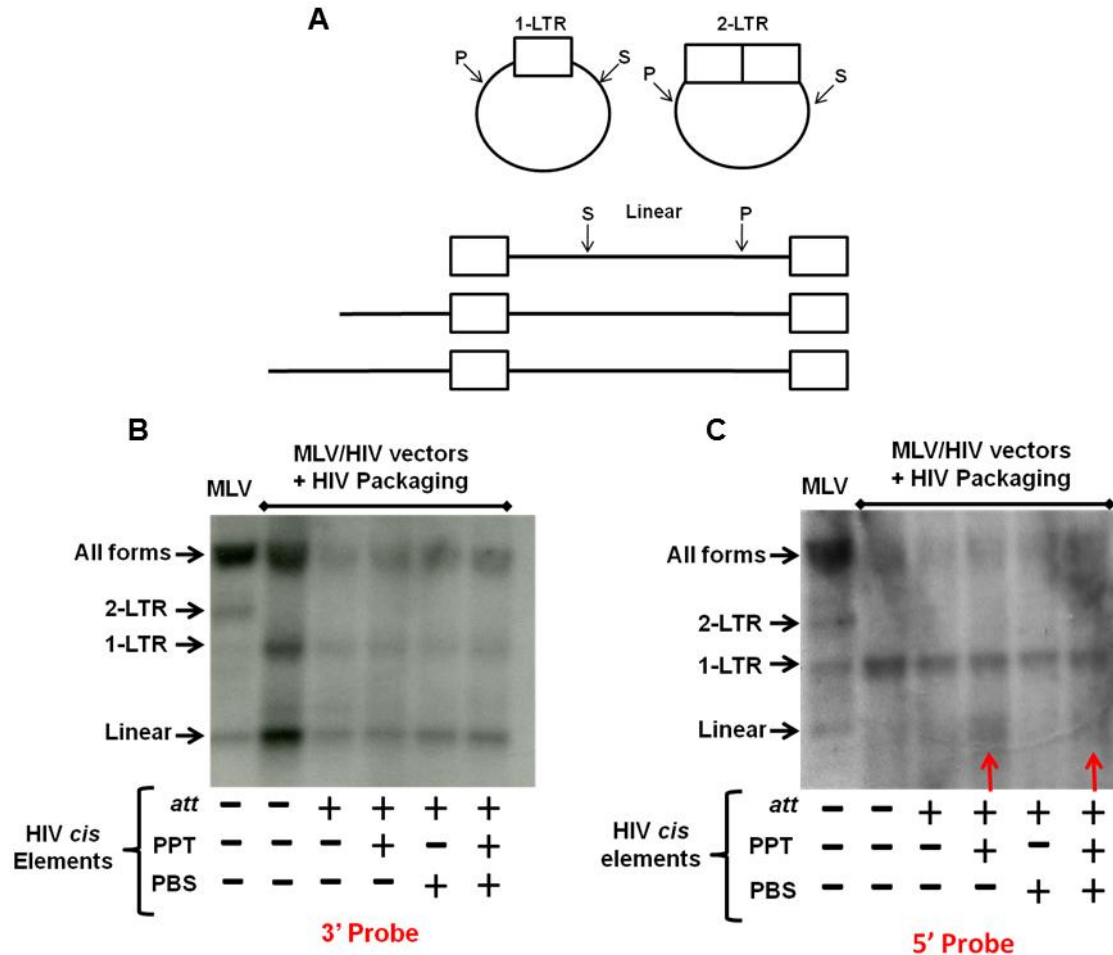 A
1-LTR 2-LTR
P S P S
S Linear P
B
MLV/HIV vectors
+ HIV Packaging
MLV
All forms
2-LTR
1-LTR
Linear
HIV cis
Elements
att − − + + + +
PPT − − − + − +
PBS − − − − + +
3’ Probe
C
MLV/HIV vectors
+ HIV Packaging
MLV
All forms
2-LTR
1-LTR
Linear
HIV cis
elements
att − − + + + +
PPT − − − + − +
PBS − − − − + +
5’ Probe